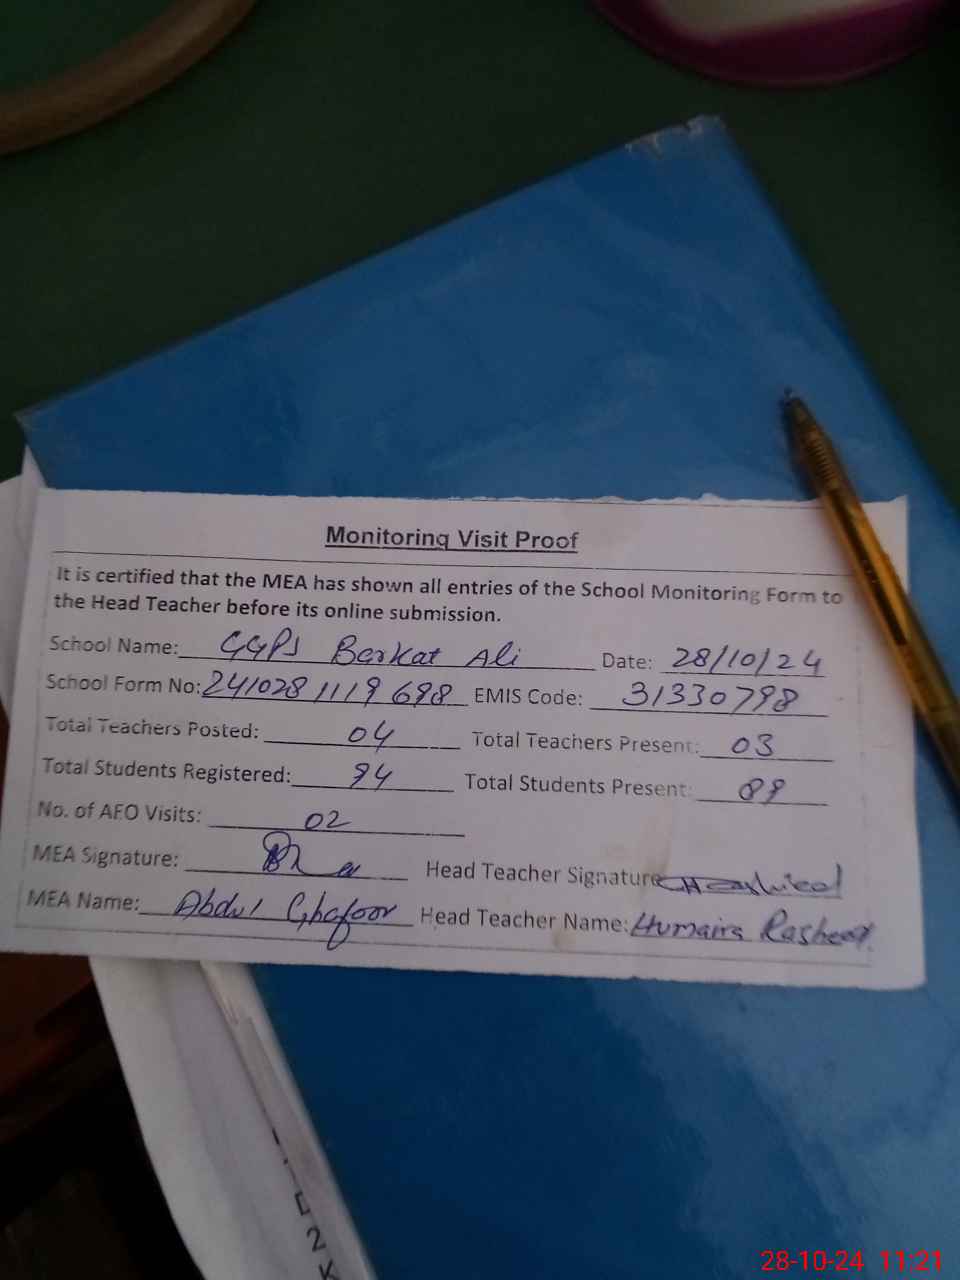 Monitoring Visit Proof
It is certified that the MEA has shown all entries of the School Monitoring Form to
the Head Teacher before its online submission.
School Name: GGPS Barkat Ali Date: 28/10/24
School Form No: 241028 1119 698 EMIS Code: 31330798
Total Teachers Posted: 04 Total Teachers Present: 03
Total Students Registered: 94 Total Students Present: 89
No. of AEO Visits: 02
MEA Signature: Head Teacher Signature
MEA Name: Abdul Ghafoor Head Teacher Name: Humaira Rasheed
28-10-24 11:21